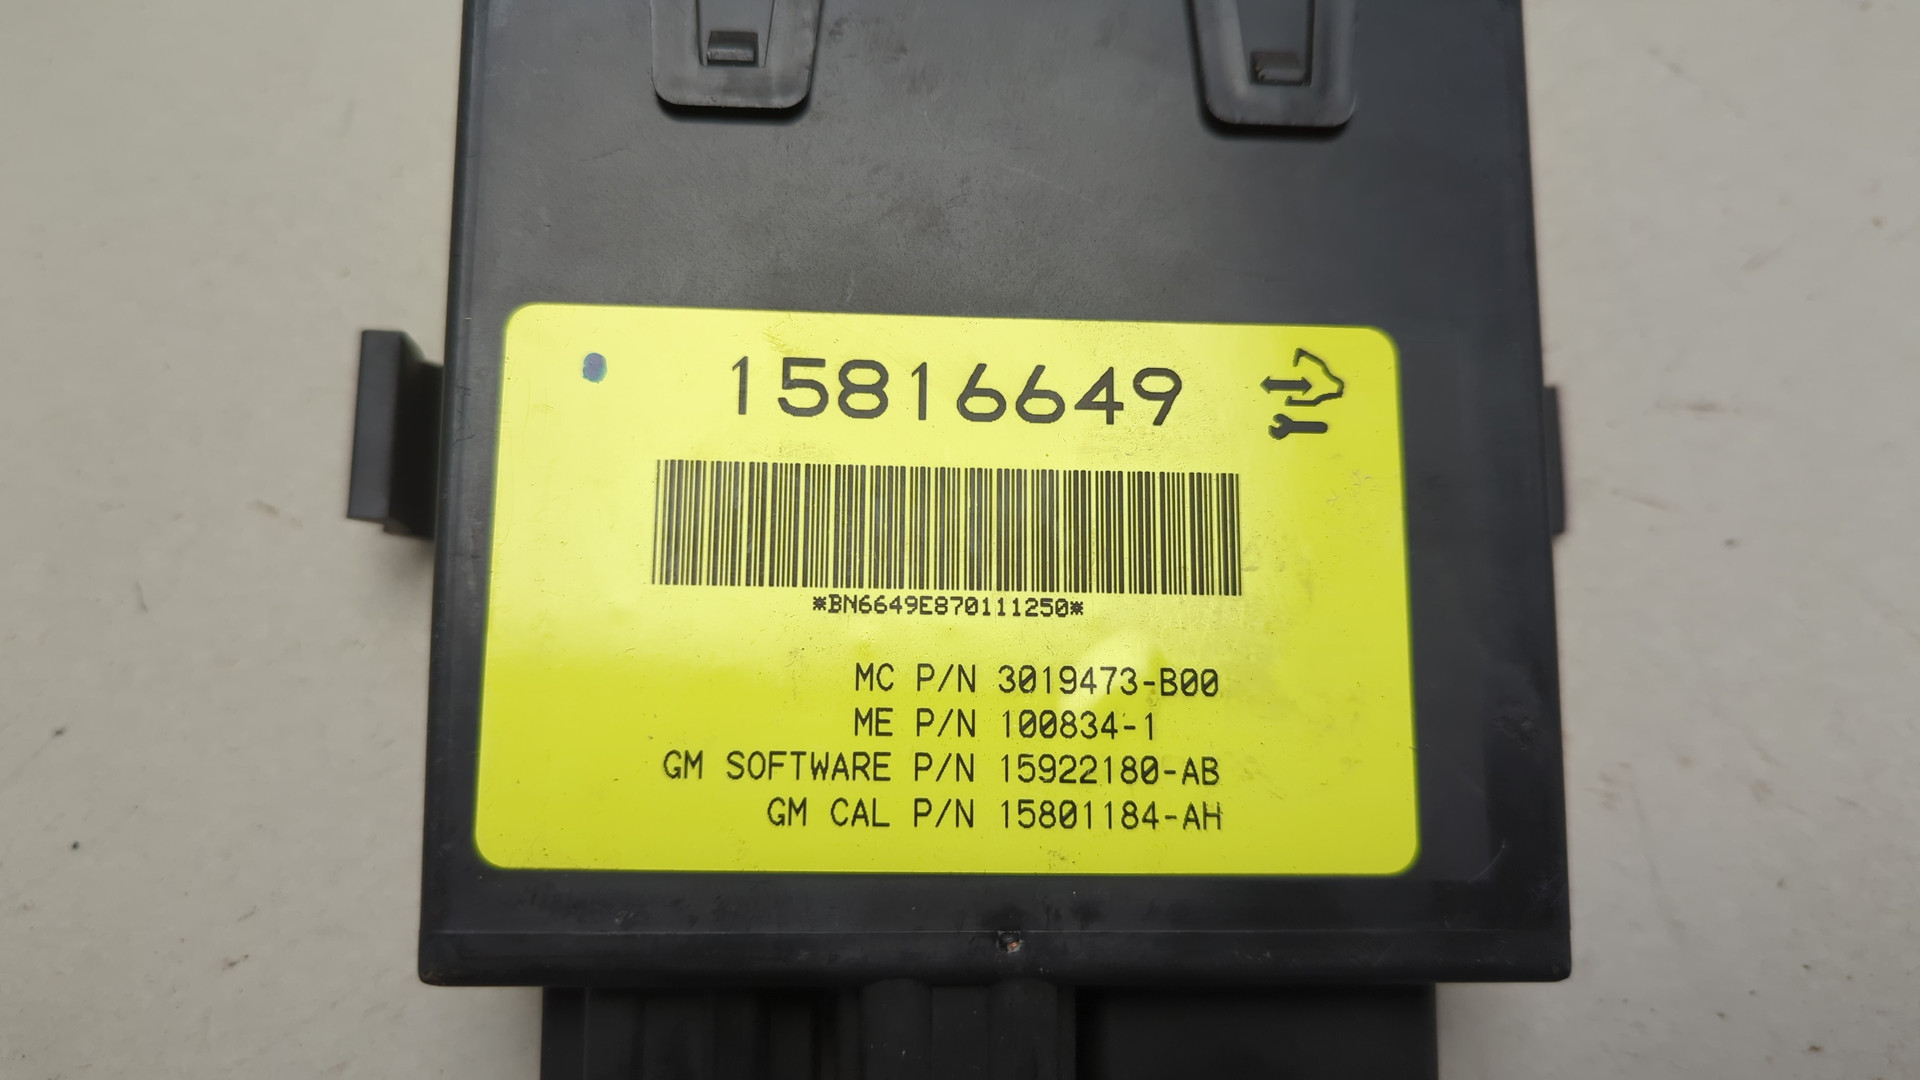 15816649
*BN6649E870111250*
MC P/N 3019473-B00
ME P/N 100834-1
GM SOFTWARE P/N 15922180-AB
GM CAL P/N 15801184-AH